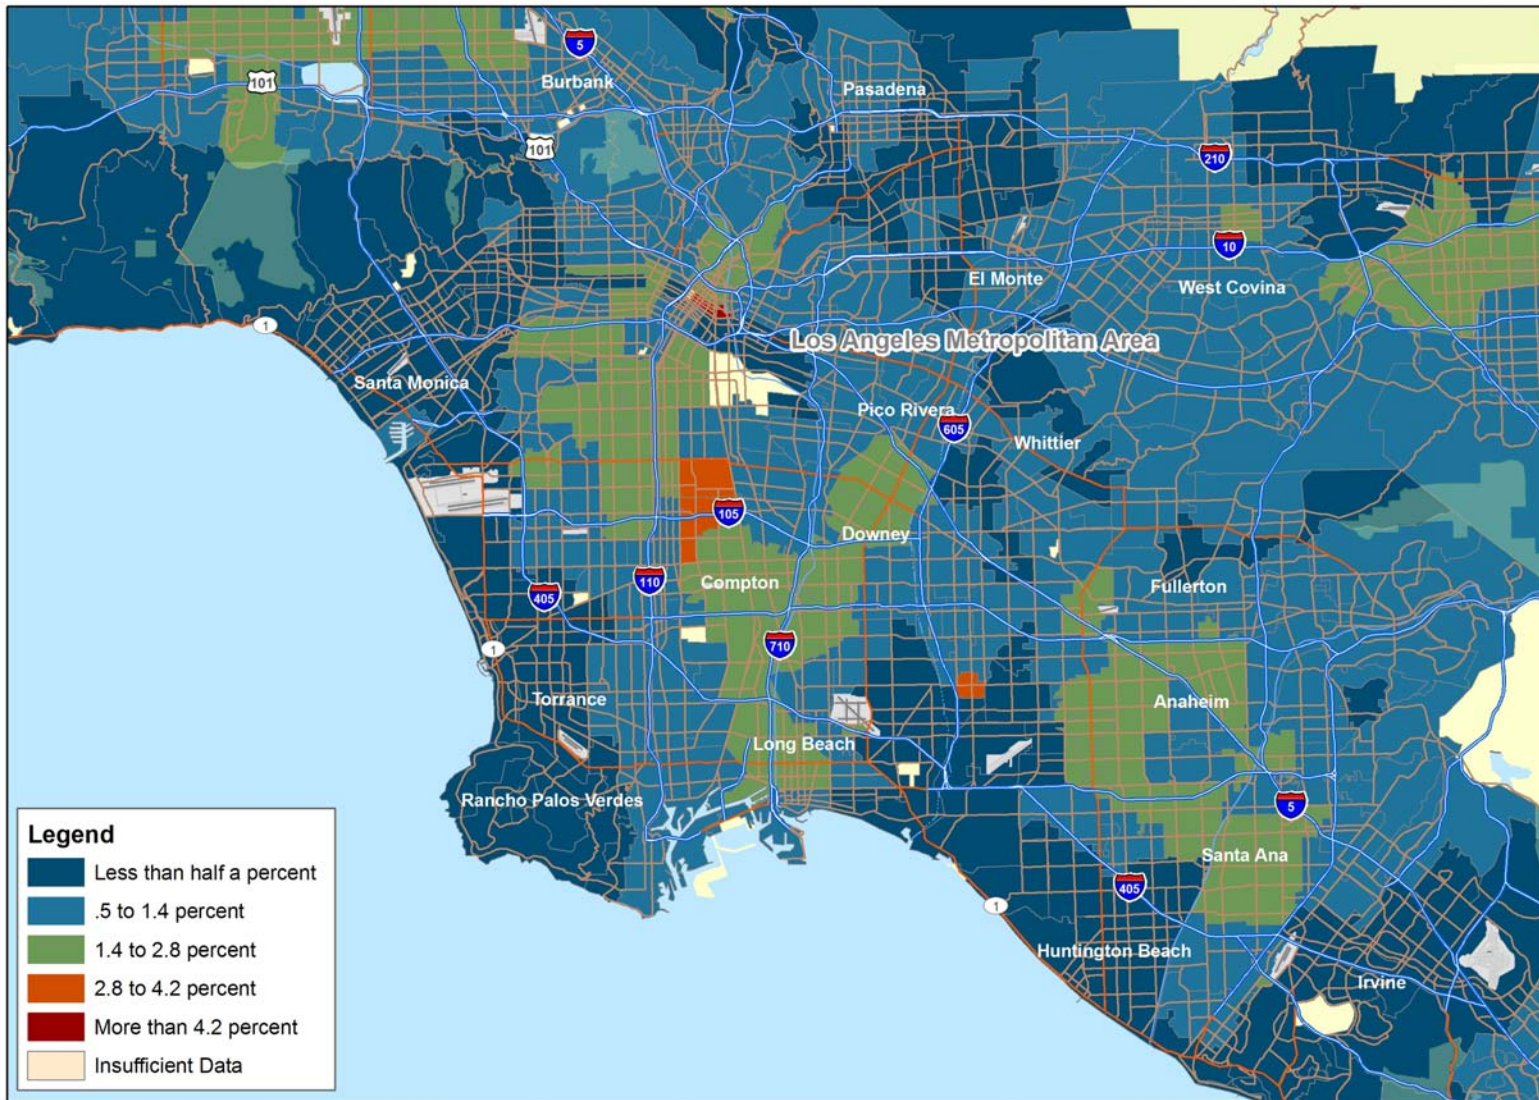 5
Burbank
Pasadena
101
101
210
10
El Monte
West Covina
1
Los Angeles Metropolitan Area
Santa Monica
Pico Rivera
605
Whittier
105
Downey
Compton
110
405
Fullerton
1
710
Torrance
Anaheim
Long Beach
Rancho Palos Verdes
5
Santa Ana
405
1
Huntington Beach
Irvine
Legend
Less than half a percent
.5 to 1.4 percent
1.4 to 2.8 percent
2.8 to 4.2 percent
More than 4.2 percent
Insufficient Data